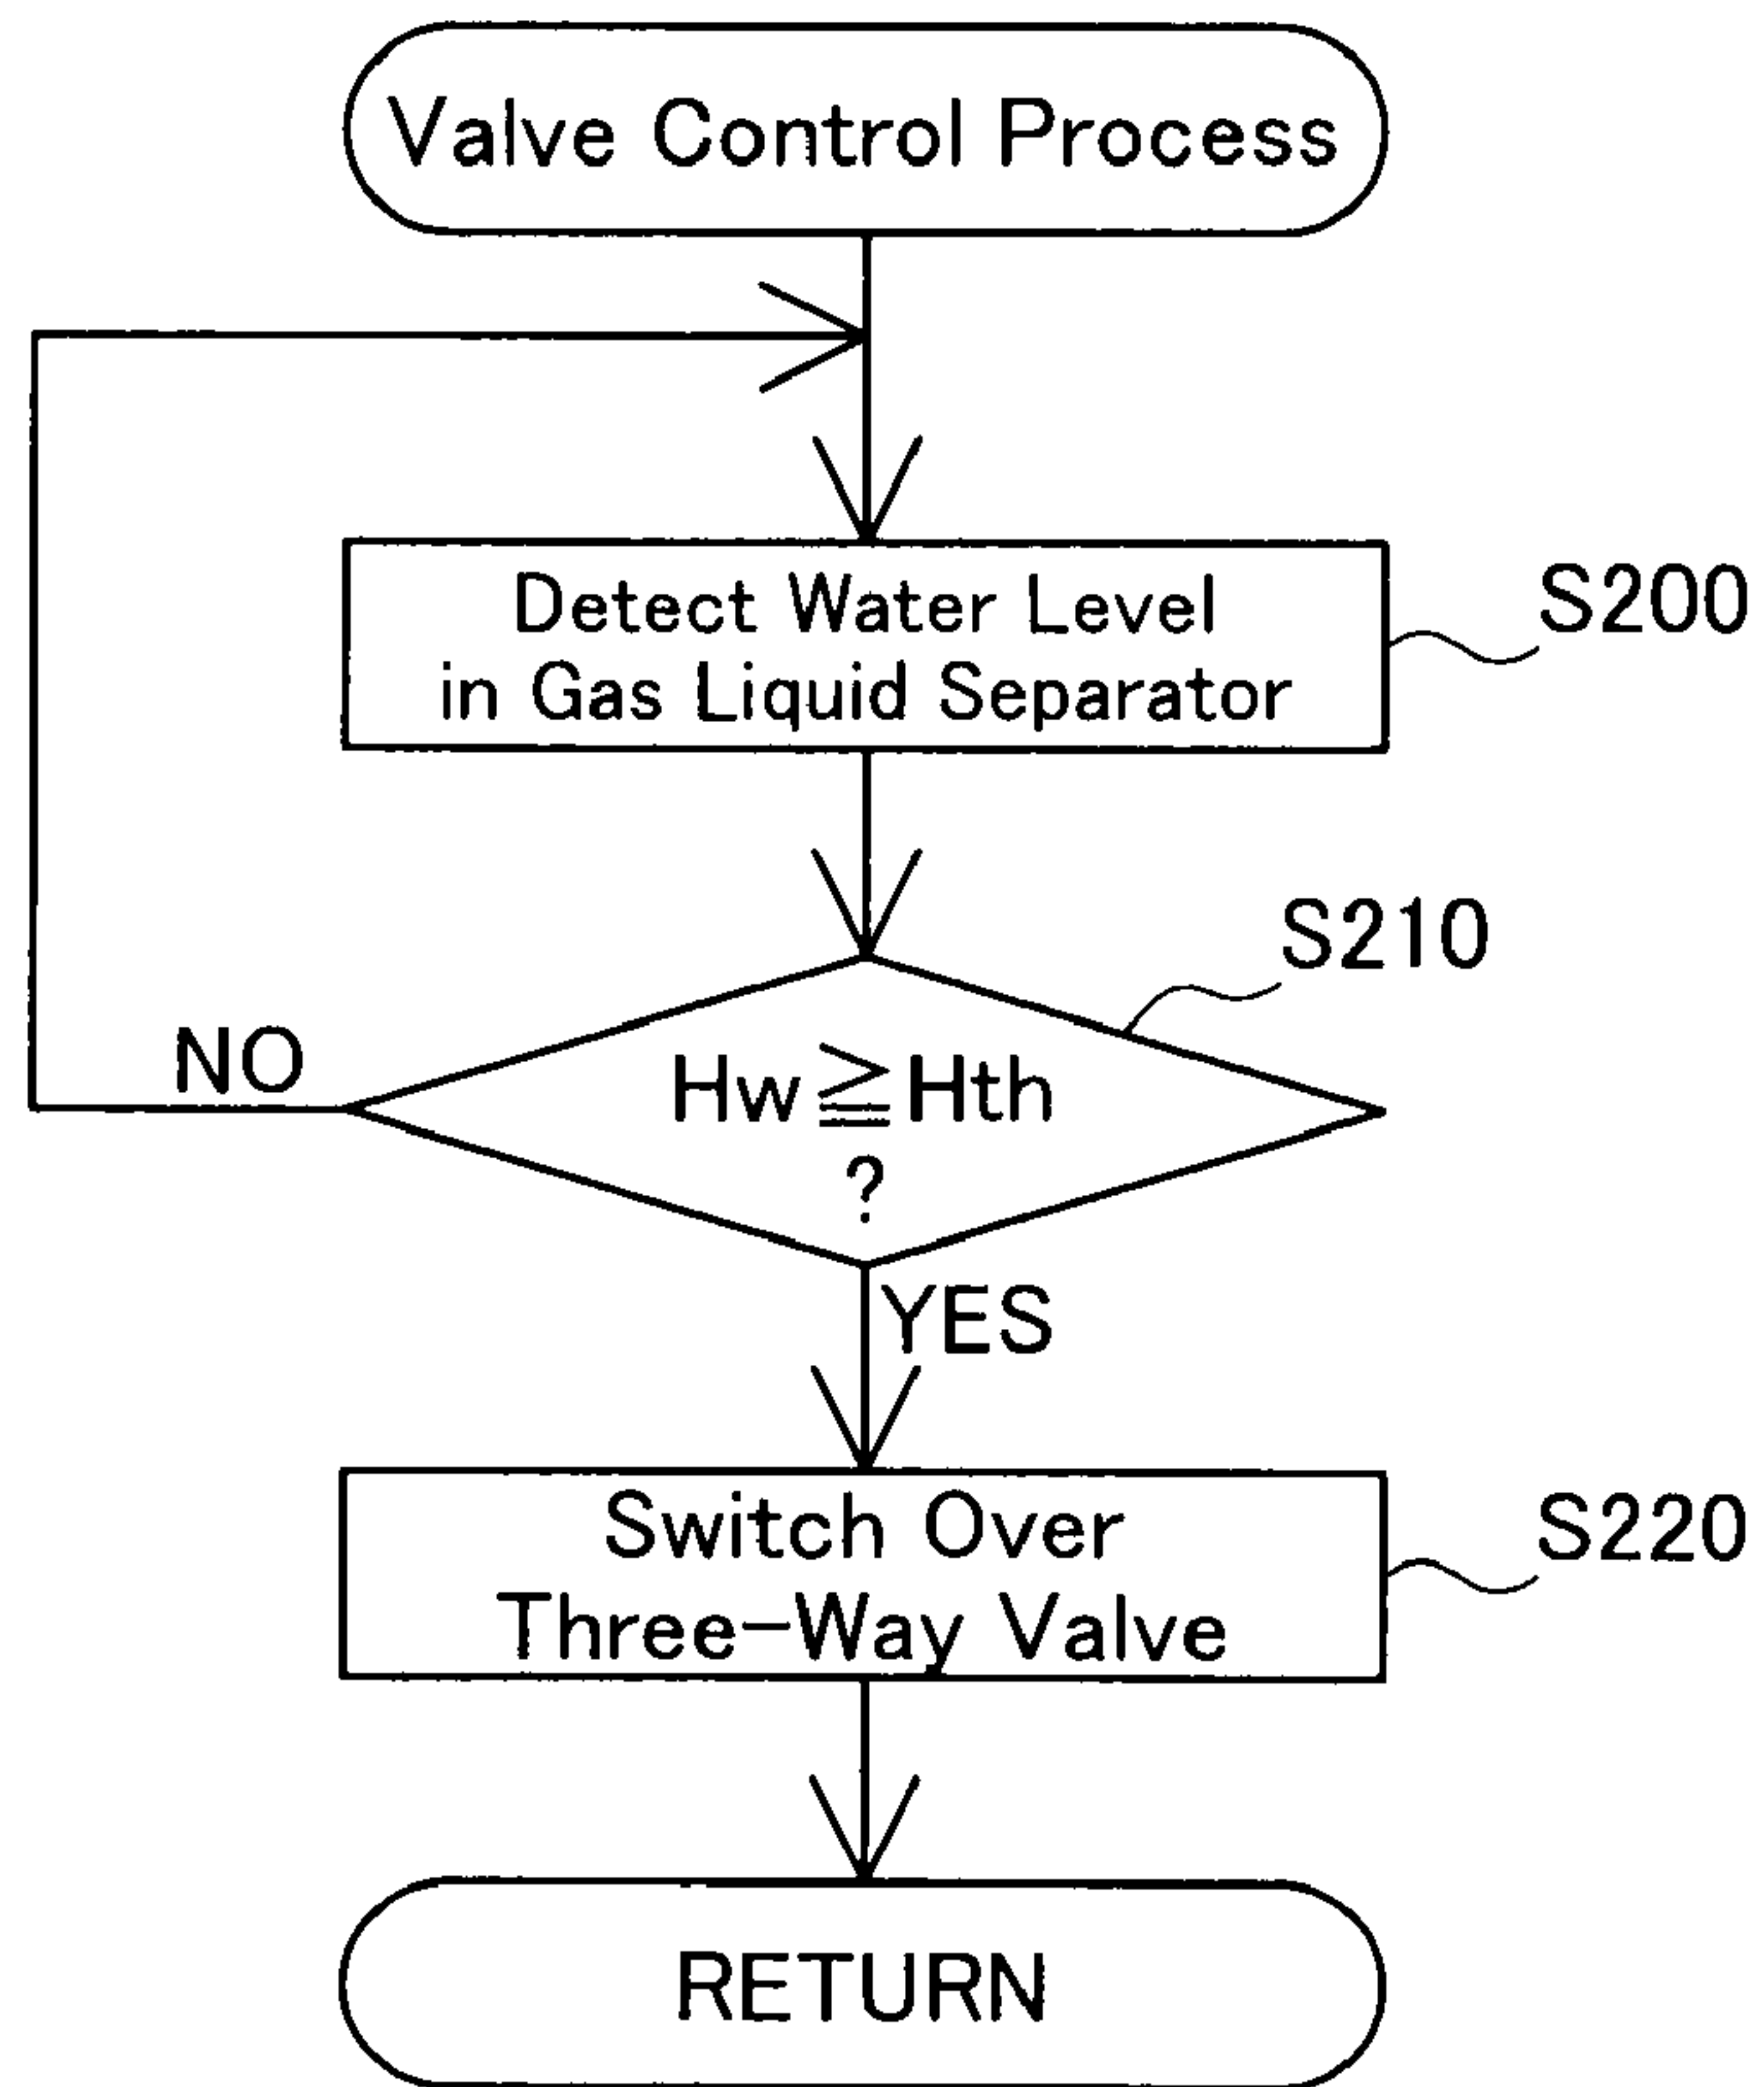 Valve Control Process
Detect Water Level
in Gas Liquid Separator
S200
S210
NO
Hw≧Hth
?
YES
Switch Over
Three-Way Valve
S220
RETURN